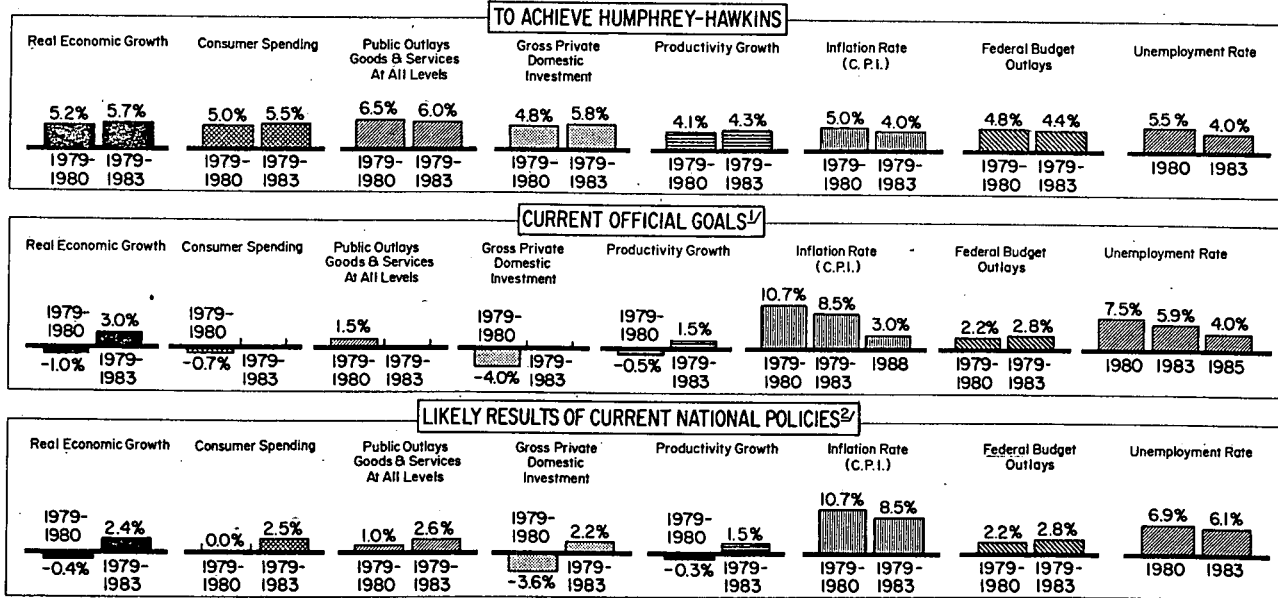 TO ACHIEVE HUMPHREY-HAWKINS
Real Economic Growth
5.2% 5.7%
1979-1980 1979-1983
Consumer Spending
5.0% 5.5%
1979-1980 1979-1983
Public Outlays
Goods & Services
At All Levels
6.5% 6.0%
1979-1980 1979-1983
Gross Private
Domestic
Investment
4.8% 5.8%
1979-1980 1979-1983
Productivity Growth
4.1% 4.3%
1979-1980 1979-1983
Inflation Rate
(C.P.I.)
5.0% 4.0%
1979-1980 1979-1983
Federal Budget
Outlays
4.8% 4.4%
1979-1980 1979-1983
Unemployment Rate
5.5% 4.0%
1980 1983
CURRENT OFFICIAL GOALS1/
Real Economic Growth
1979-1980 3.0%
-1.0% 1979-1983
Consumer Spending
1979-1980
-0.7% 1979-1983
Public Outlays
Goods & Services
At All Levels
1.5%
1979-1980 1979-1983
Gross Private
Domestic
Investment
1979-1980
-4.0% 1979-1983
Productivity Growth
1979-1980 1.5%
-0.5% 1979-1983
Inflation Rate
(C.P.I.)
10.7% 8.5% 3.0%
1979-1980 1979-1983 1988
Federal Budget
Outlays
2.2% 2.8%
1979-1980 1979-1983
Unemployment Rate
7.5% 5.9% 4.0%
1980 1983 1985
LIKELY RESULTS OF CURRENT NATIONAL POLICIES2/
Real Economic Growth
1979-1980 2.4%
-0.4% 1979-1983
Consumer Spending
0.0% 2.5%
1979-1980 1979-1983
Public Outlays
Goods & Services
At All Levels
1.0% 2.6%
1979-1980 1979-1983
Gross Private
Domestic
Investment
1979-1980 2.2%
-3.6% 1979-1983
Productivity Growth
1979-1980 1.5%
-0.3% 1979-1983
Inflation Rate
(C.P.I.)
10.7% 8.5%
1979-1980 1979-1983
Federal Budget
Outlays
2.2% 2.8%
1979-1980 1979-1983
Unemployment Rate
6.9% 6.1%
1980 1983